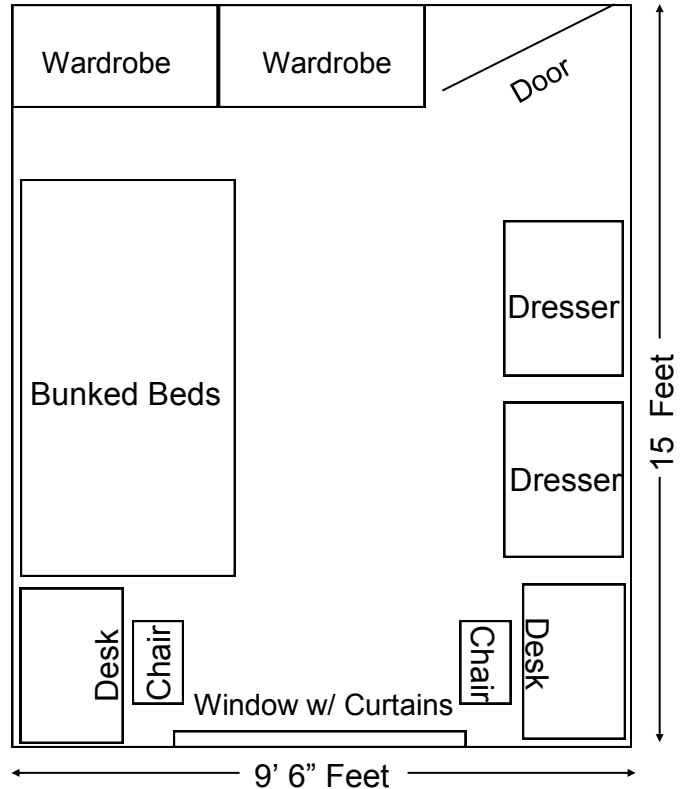 Wardrobe
Wardrobe
Door
Dresser
Bunked Beds
15 Feet
Dresser
Desk
Chair
Chair
Desk
Window w/ Curtains
9’ 6” Feet